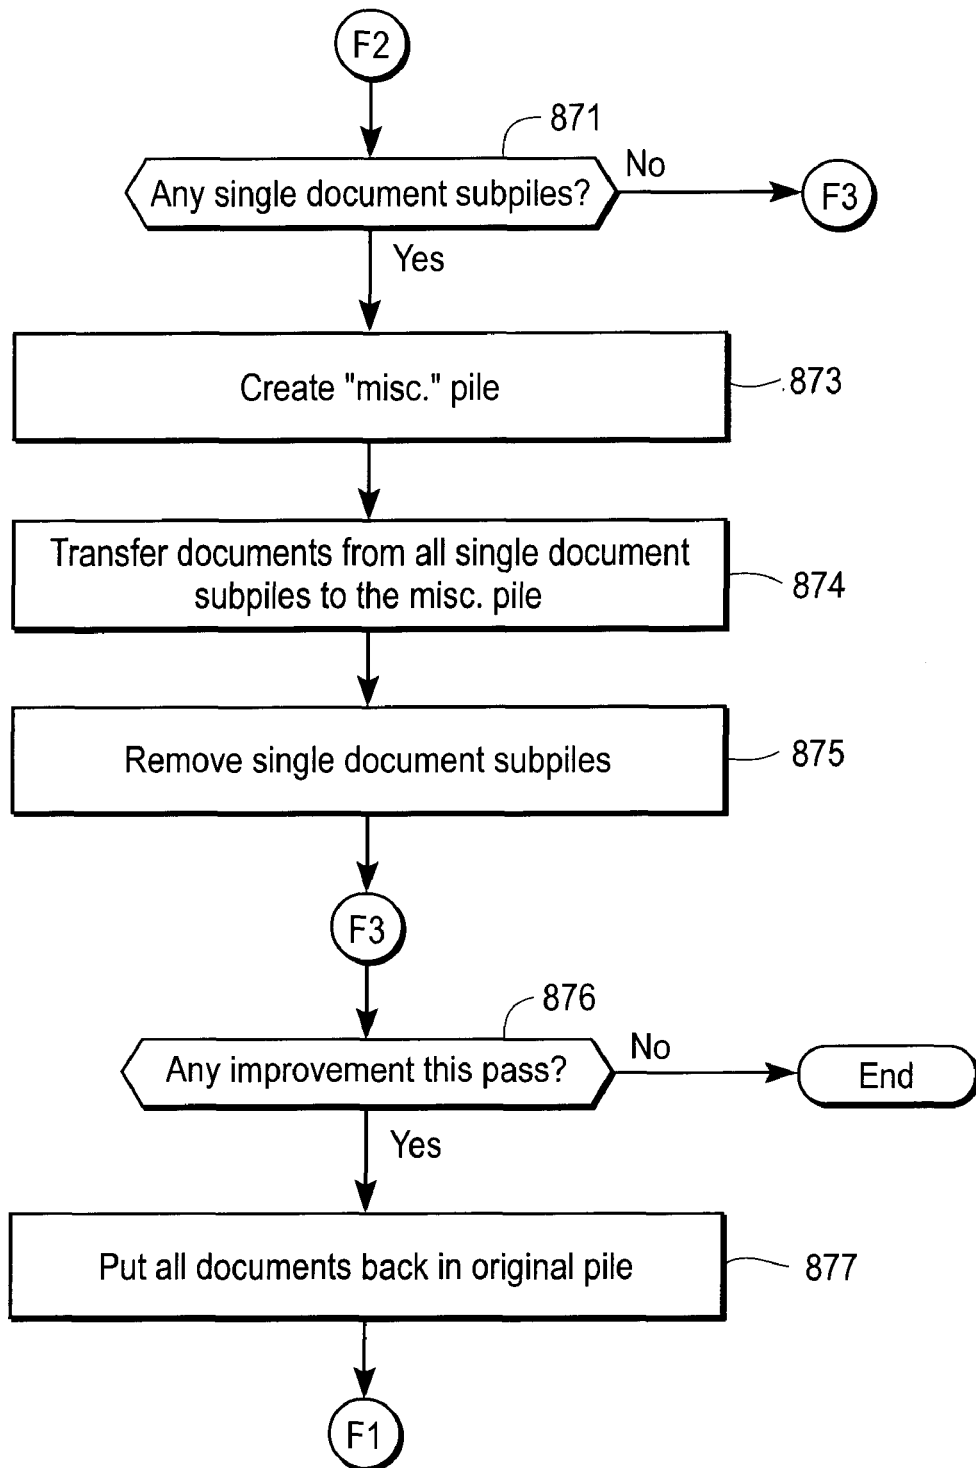 F2
871
Any single document subpiles?
No
F3
Yes
Create "misc." pile
873
Transfer documents from all single document
subpiles to the misc. pile
874
Remove single document subpiles
875
F3
876
Any improvement this pass?
No
End
Yes
Put all documents back in original pile
877
F1